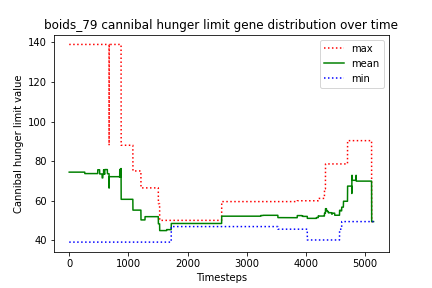 boids_79 cannibal hunger limit gene distribution over time
Cannibal hunger limit value
140
120
100
80
60
40
max
mean
min
0
1000
2000
3000
4000
5000
Timesteps